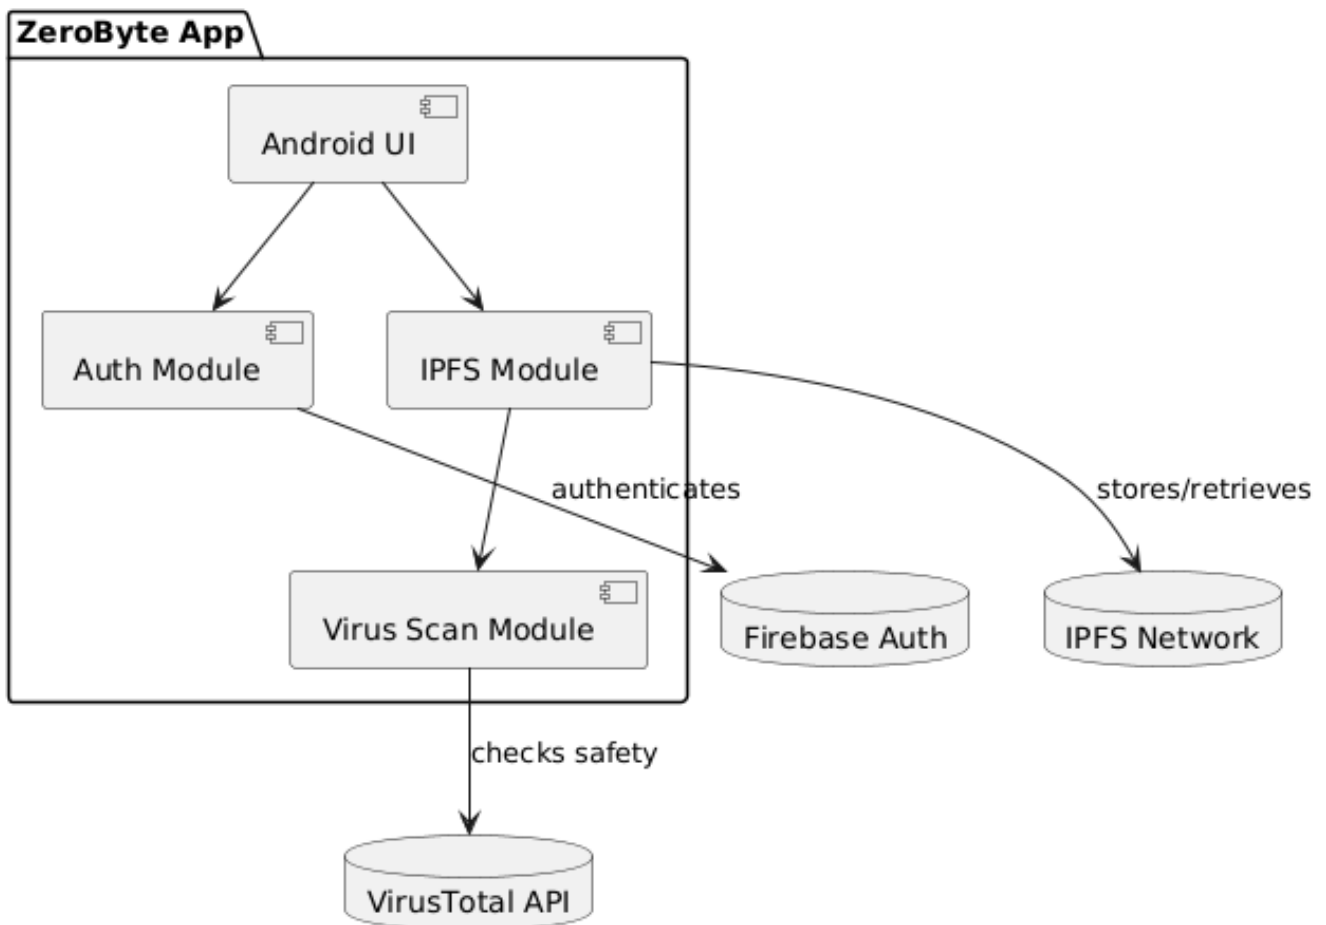 ZeroByte App
Android UI
Auth Module
IPFS Module
authenticates
stores/retrieves
Virus Scan Module
Firebase Auth
IPFS Network
checks safety
VirusTotal API